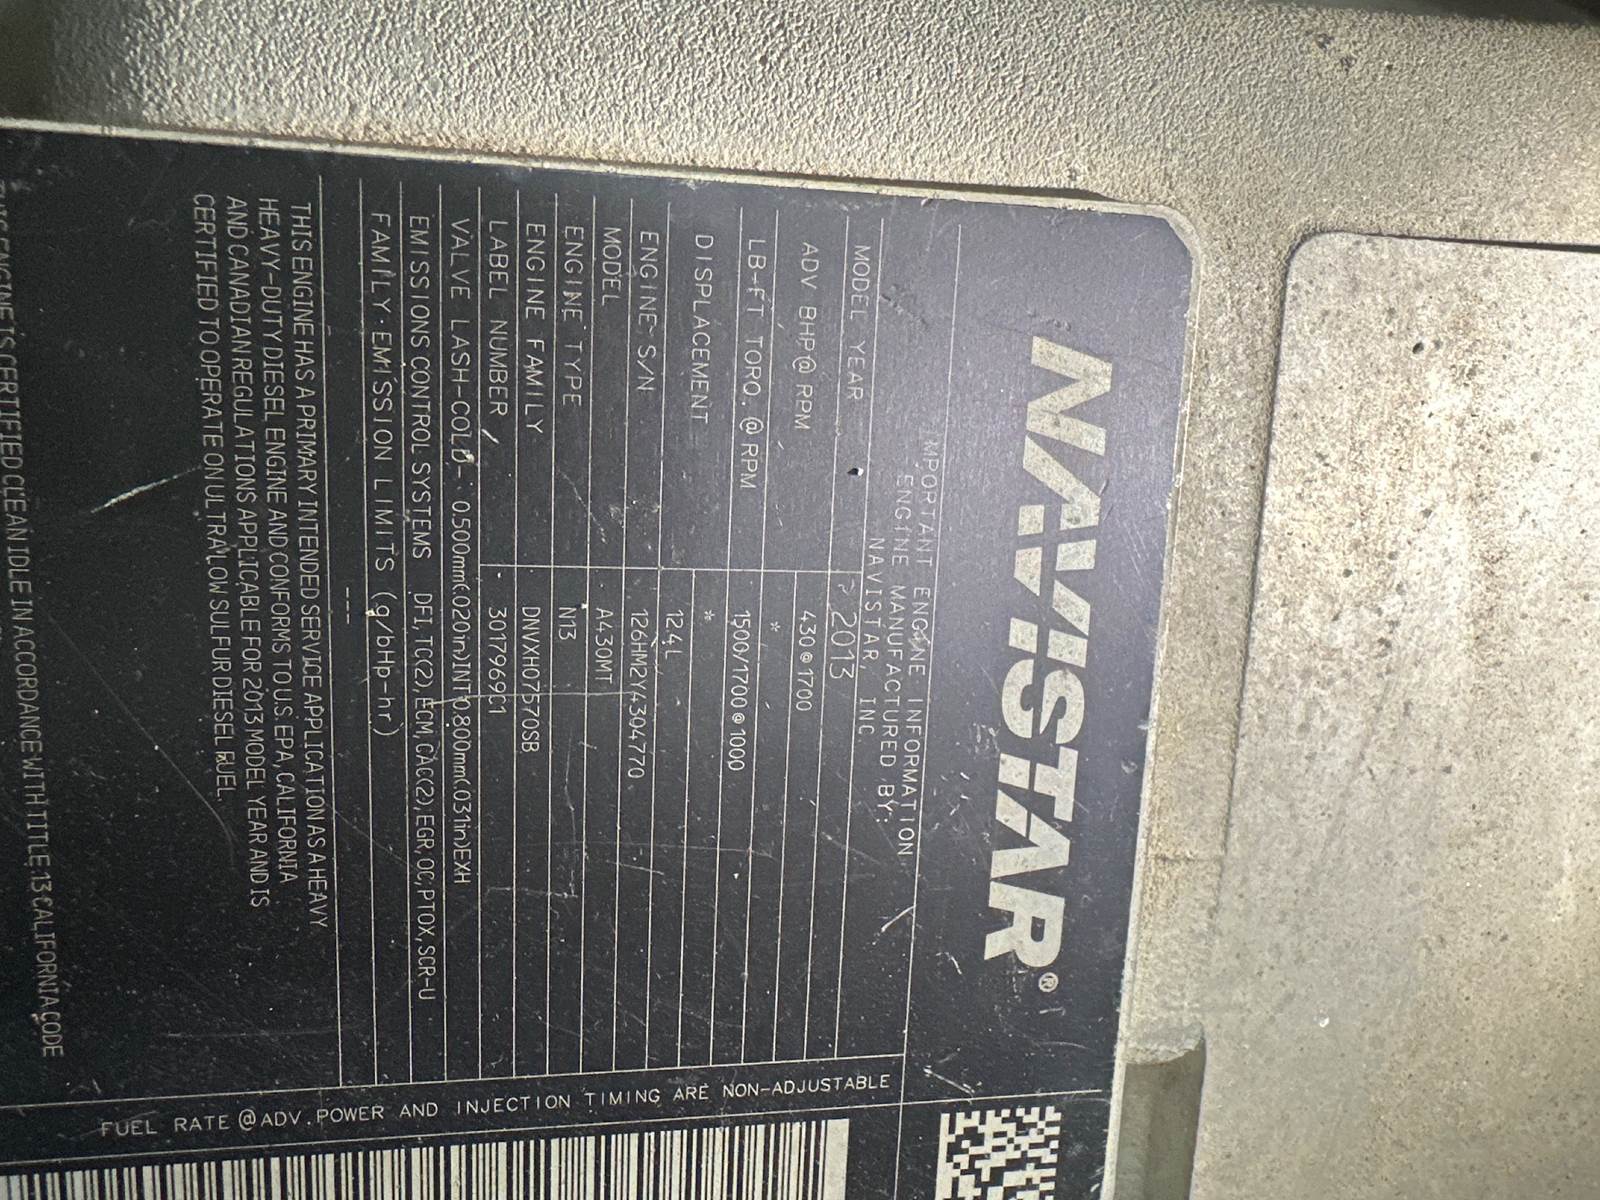 NAVISTAR®
IMPORTANT ENGINE INFORMATION
ENGINE MANUFACTURED BY:
NAVISTAR, INC.
MODEL YEAR 2013
ADV BHP@ RPM 430@1700
*
LB-FT TORQ. @ RPM 1500/1700@1000
*
DISPLACEMENT 12.4 L
ENGINE S/N 126HM2Y4304770
MODEL A430MT
ENGINE TYPE N13
ENGINE FAMILY DNVXH07570SB
LABEL NUMBER 3017969C1
VALVE LASH-COLD- 0.500mm(.020in)INT0.800mm(.031in)EXH
EMISSIONS CONTROL SYSTEMS DFI, TC(2), ECM, CAC(2), EGR, OC, PTOX, SCR-U
FAMILY EMISSION LIMITS (g/bHp-hr)
---
THIS ENGINE HAS A PRIMARY INTENDED SERVICE APPLICATION AS A HEAVY
HEAVY-DUTY DIESEL ENGINE AND CONFORMS TO U.S. EPA, CALIFORNIA
AND CANADIAN REGULATIONS APPLICABLE FOR 2013 MODEL YEAR AND IS
CERTIFIED TO OPERATE ON ULTRA LOW SULFUR DIESEL FUEL.
THIS ENGINE IS CERTIFIED CLEAN IDLE IN ACCORDANCE WITH TITLE 13 CALIFORNIA CODE
FUEL RATE @ ADV. POWER AND INJECTION TIMING ARE NON-ADJUSTABLE